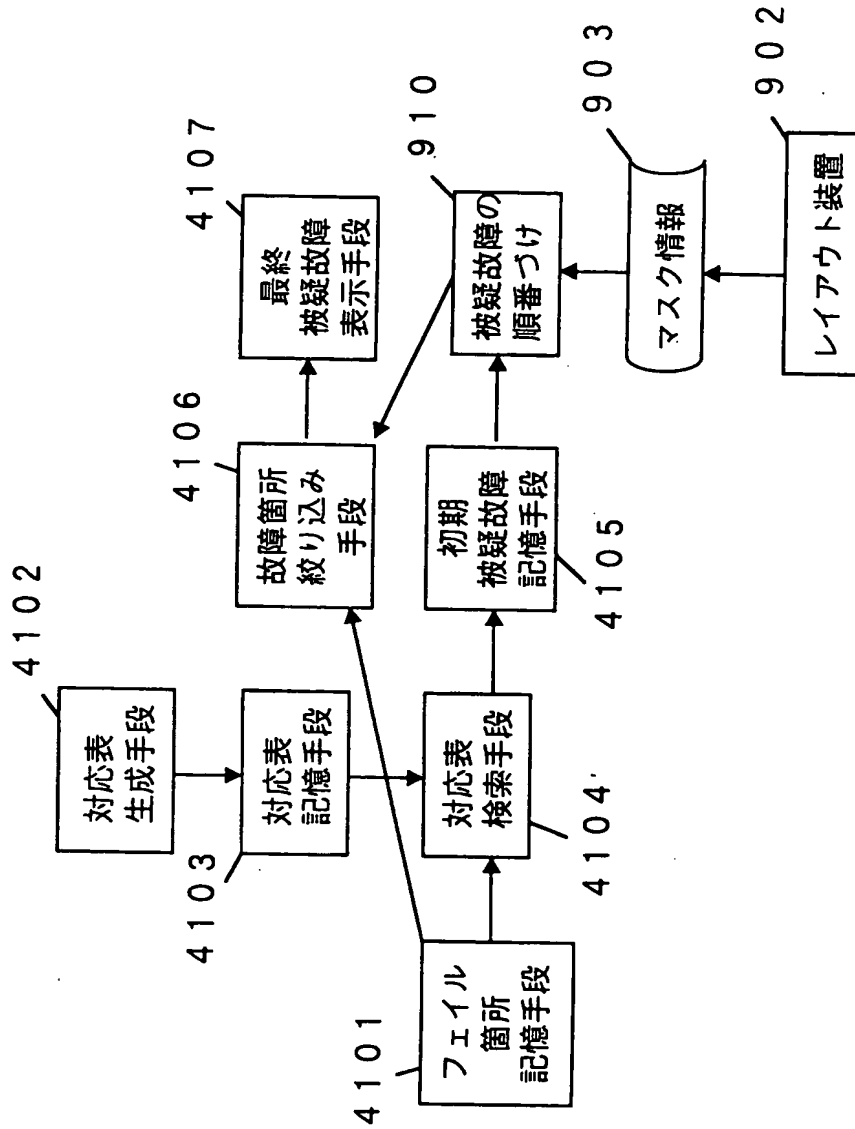 4102
対応表
生成手段
4103
対応表
記憶手段
4101
フェイル
箇所
記憶手段
4104
対応表
検索手段
4106
故障箇所
絞り込み
手段
4107
最終
被疑故障
表示手段
4105
初期
被疑故障
記憶手段
910
被疑故障の
順番づけ
903
マスク情報
902
レイアウト装置